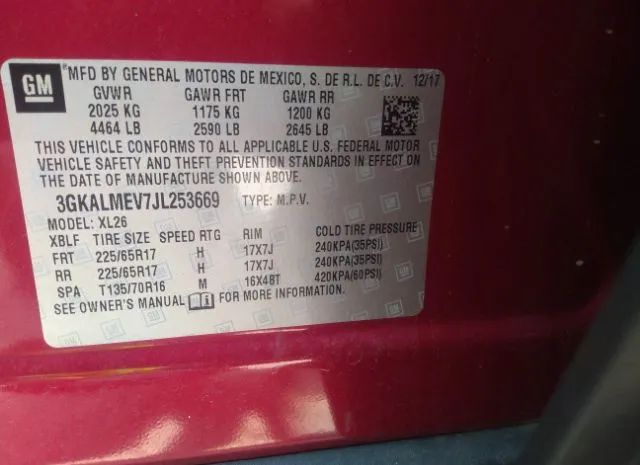 GM
MFD BY GENERAL MOTORS DE MEXICO, S. DE R.L. DE C.V. 12/17
GVWR GAWR FRT GAWR RR
2025 KG 1175 KG 1200 KG
4464 LB 2590 LB 2645 LB
THIS VEHICLE CONFORMS TO ALL APPLICABLE U.S. FEDERAL MOTOR
VEHICLE SAFETY AND THEFT PREVENTION STANDARDS IN EFFECT ON THE
DATE OF MANUFACTURE SHOWN ABOVE.
3GKALMEV7JL253669 TYPE: M.P.V.
MODEL: XL26
XBLF TIRE SIZE SPEED RTG RIM COLD TIRE PRESSURE
FRT 225/65R17 H 17X7J 240KPA(35PSI)
RR 225/65R17 H 17X7J 240KPA(35PSI)
SPA T135/70R16 M 16X4BT 420KPA(60PSI)
SEE OWNER'S MANUAL FOR MORE INFORMATION.